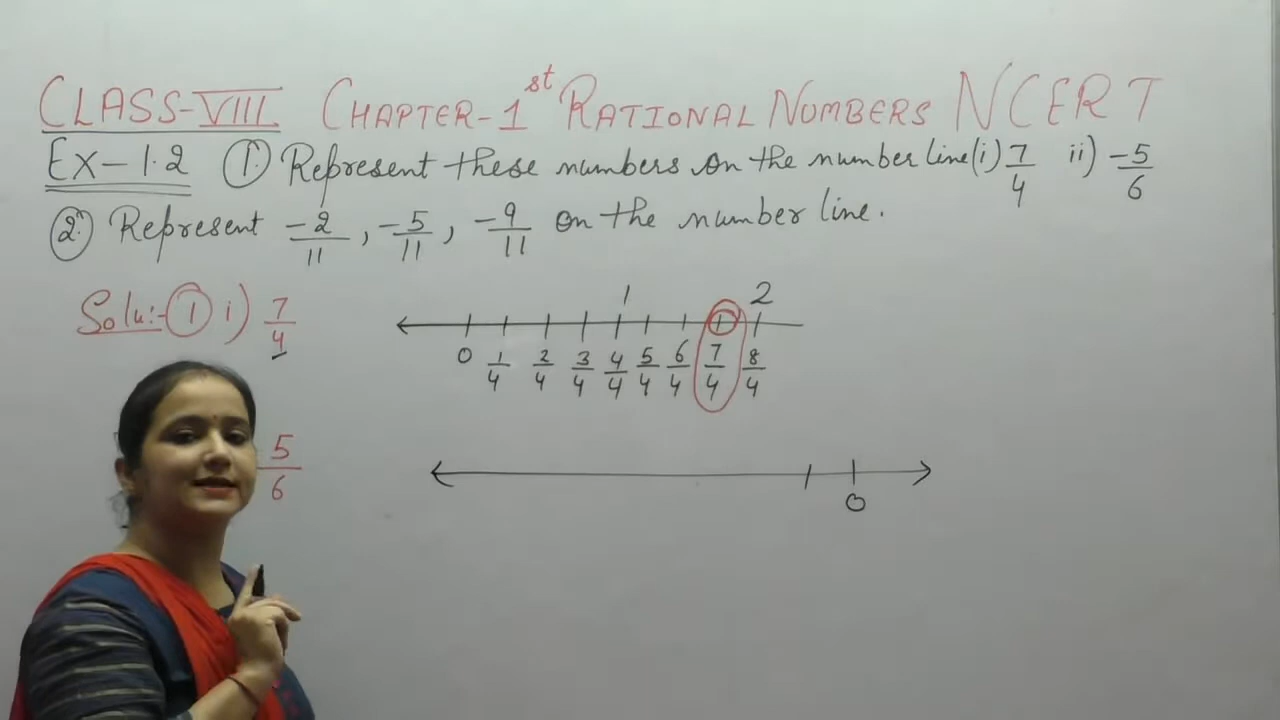 CLASS-VIII CHAPTER-1st RATIONAL NUMBERS NCERT
Ex-1.2 ① Represent these numbers on the number line (i) 7/4 ii) -5/6
② Represent -2/11, -5/11, -9/11 on the number line.
Solu:- ① i) 7/4
1 2
0 1/4 2/4 3/4 4/4 5/4 6/4 7/4 8/4
5/6
0